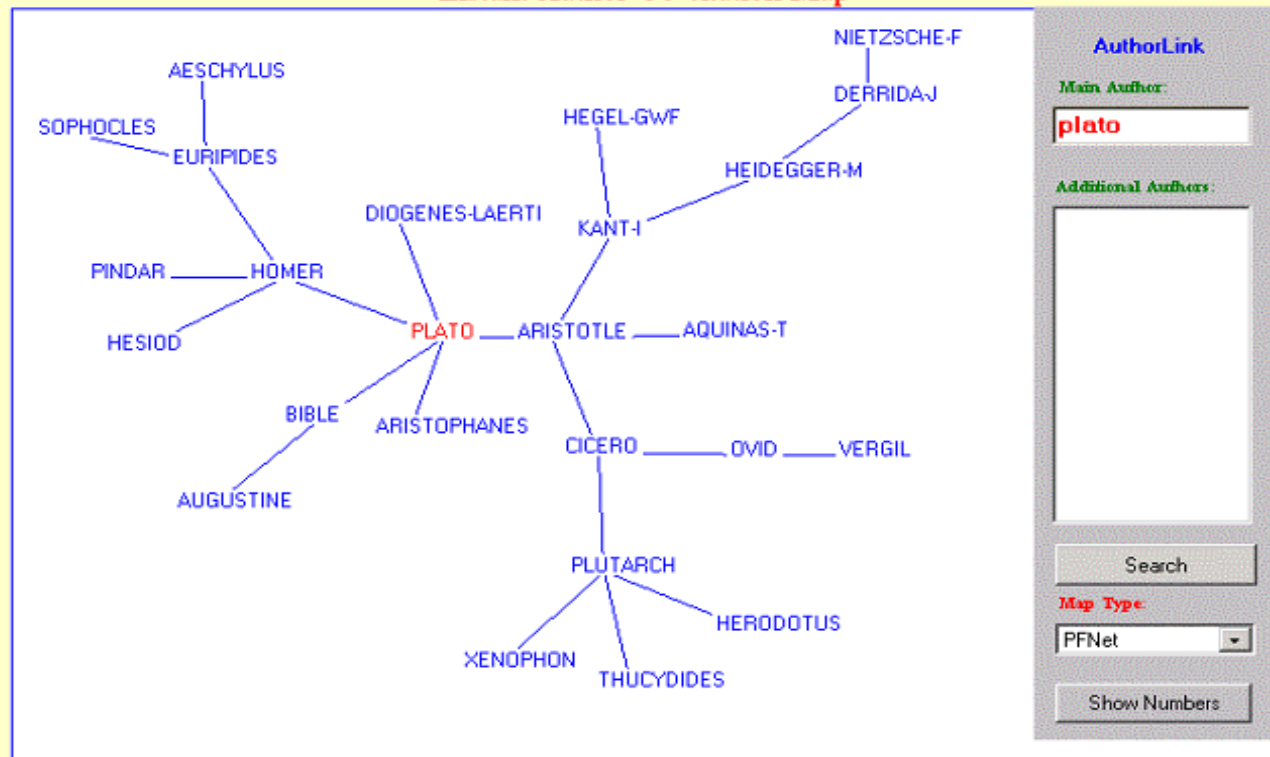 NIETZSCHE-F
AESCHYLUS
DERRIDA-J
HEGEL-GWF
SOPHOCLES
EURIPIDES
HEIDEGGER-M
DIOGENES-LAERTI
KANT-I
PINDAR
HOMER
PLATO
ARISTOTLE
AQUINAS-T
HESIOD
BIBLE
ARISTOPHANES
CICERO
OVID
VERGIL
AUGUSTINE
PLUTARCH
HERODOTUS
XENOPHON
THUCYDIDES
AuthorLink
Main Author:
plato
Additional Authors:
Search
Map Type:
PFNet
Show Numbers